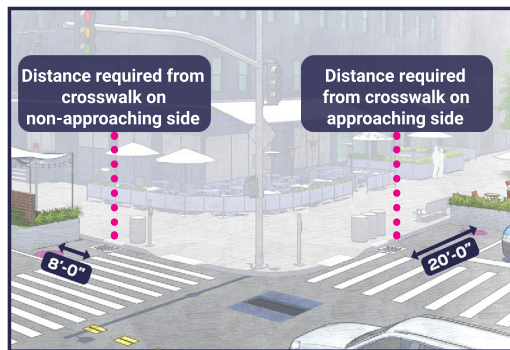 Distance required from
crosswalk on
non-approaching side
Distance required
from crosswalk on
approaching side
8'-0"
20'-0"